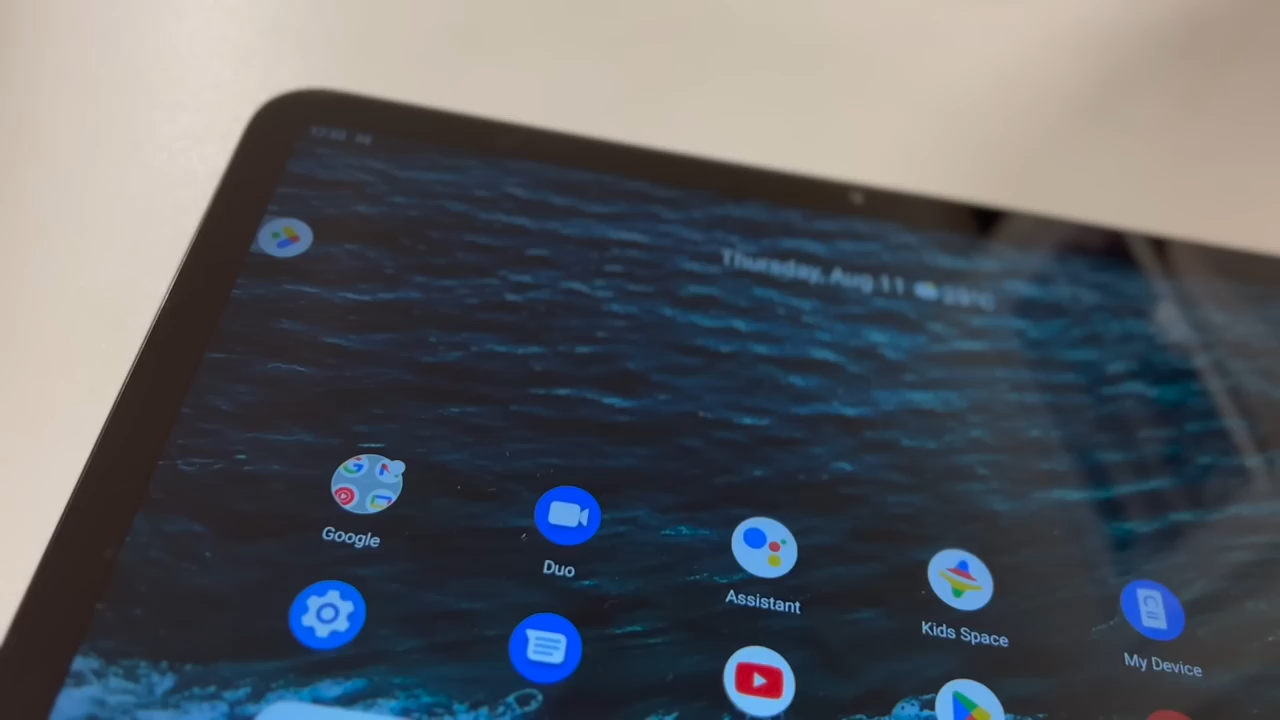 Thursday, Aug 11
Google
Duo
Assistant
Kids Space
My Device